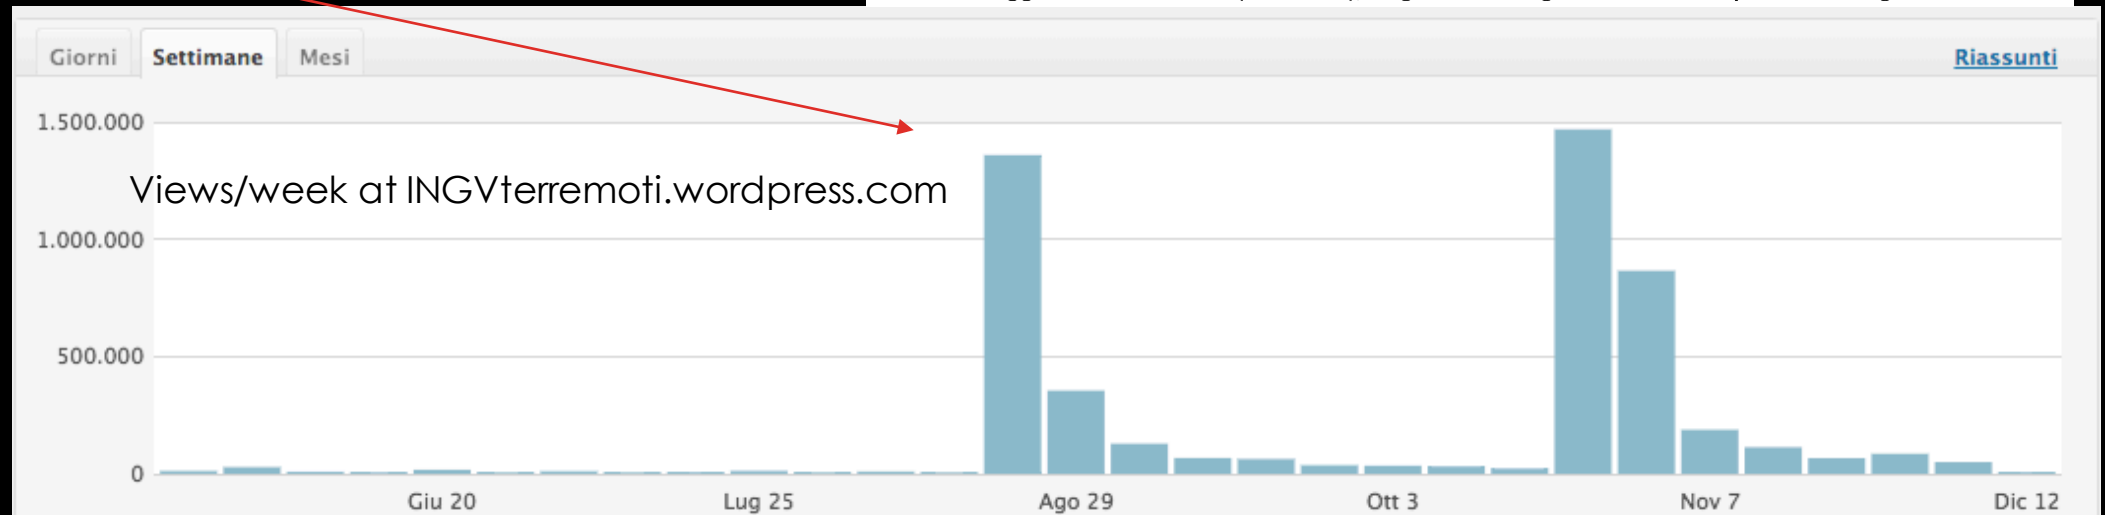 Giorni Settimane Mesi Riassunti
1.500.000
Views/week at INGVterremoti.wordpress.com
1.000.000
500.000
0
Giu 20 Lug 25 Ago 29 Ott 3 Nov 7 Dic 12